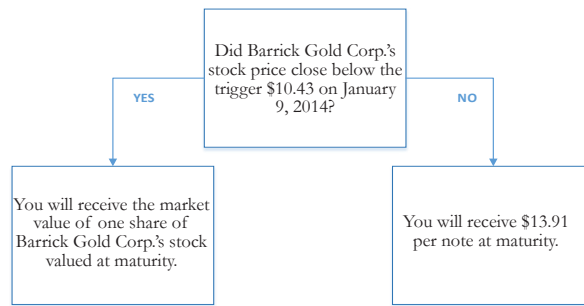 Did Barrick Gold Corp.'s
stock price close below the
trigger $10.43 on January
9, 2014?
YES
NO
You will receive the market
value of one share of
Barrick Gold Corp.'s stock
valued at maturity.
You will receive $13.91
per note at maturity.